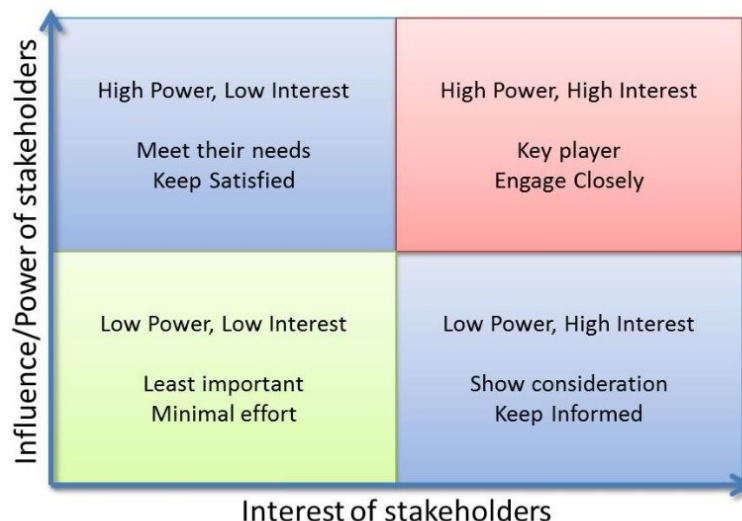 Influence/Power of stakeholders
High Power, Low Interest
Meet their needs
Keep Satisfied
High Power, High Interest
Key player
Engage Closely
Low Power, Low Interest
Least important
Minimal effort
Low Power, High Interest
Show consideration
Keep Informed
Interest of stakeholders